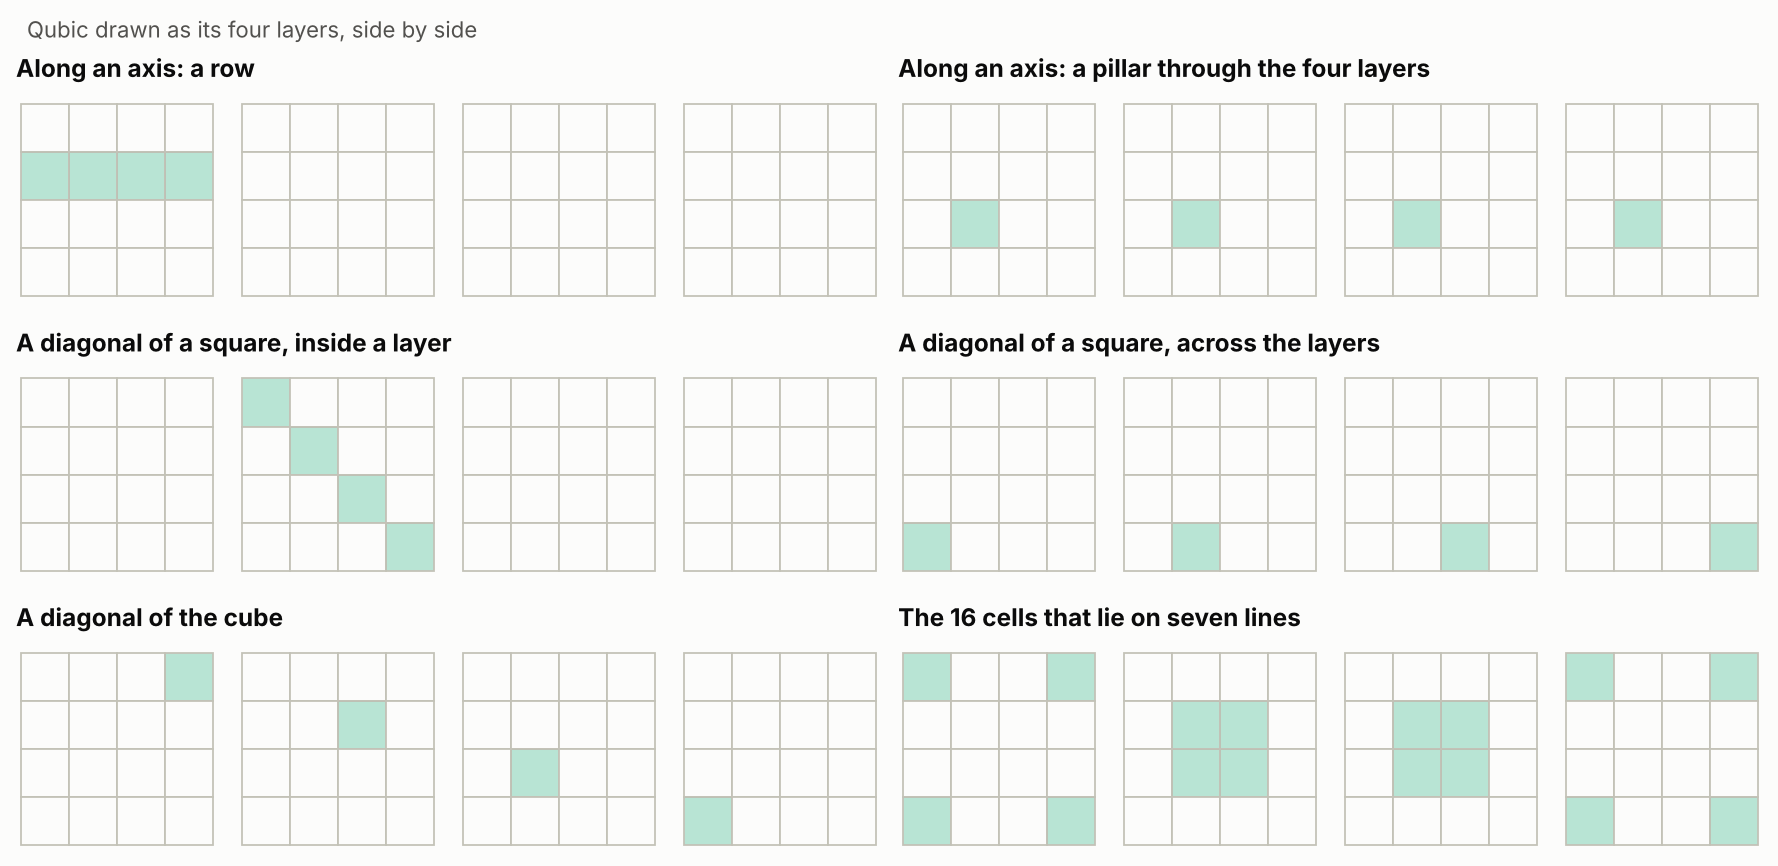 Qubic drawn as its four layers, side by side
Along an axis: a row
Along an axis: a pillar through the four layers
A diagonal of a square, inside a layer
A diagonal of a square, across the layers
A diagonal of the cube
The 16 cells that lie on seven lines